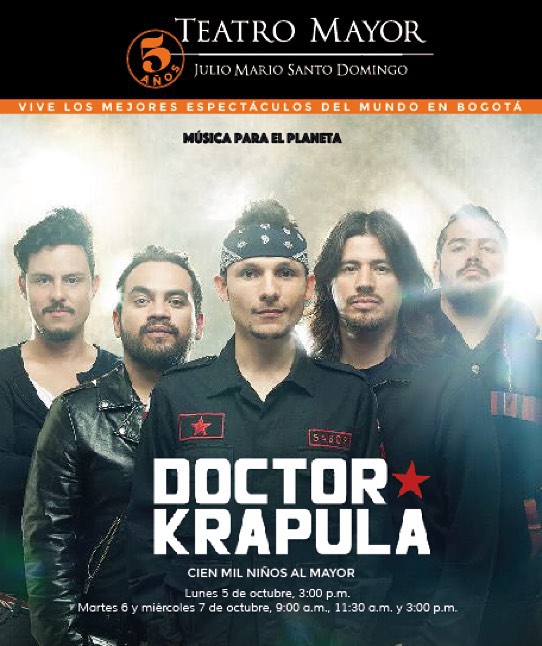 TEATRO MAYOR
5 AÑOS
JULIO MARIO SANTO DOMINGO
VIVE LOS MEJORES ESPECTÁCULOS DEL MUNDO EN BOGOTÁ
MÚSICA PARA EL PLANETA
SABOR
DOCTOR
KRAPULA
CIEN MIL NIÑOS AL MAYOR
Lunes 5 de octubre, 3:00 p.m.
Martes 6 y miércoles 7 de octubre, 9:00 a.m., 11:30 a.m. y 3:00 p.m.